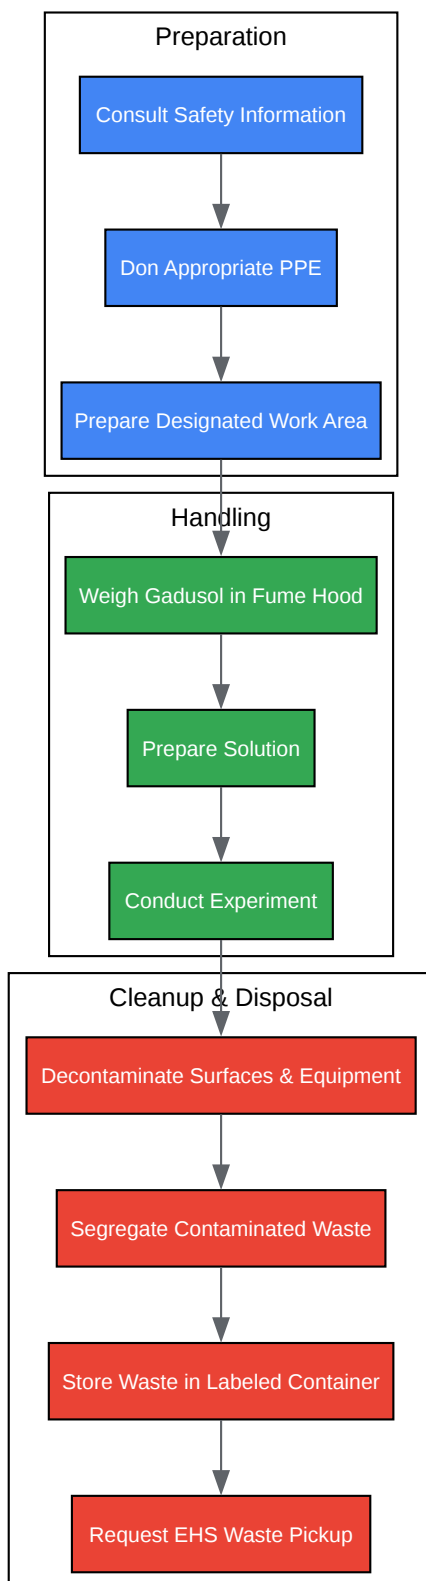 Preparation
Consult Safety Information
Don Appropriate PPE
Prepare Designated Work Area
Handling
Weigh Gadusol in Fume Hood
Prepare Solution
Conduct Experiment
Cleanup & Disposal
Decontaminate Surfaces & Equipment
Segregate Contaminated Waste
Store Waste in Labeled Container
Request EHS Waste Pickup